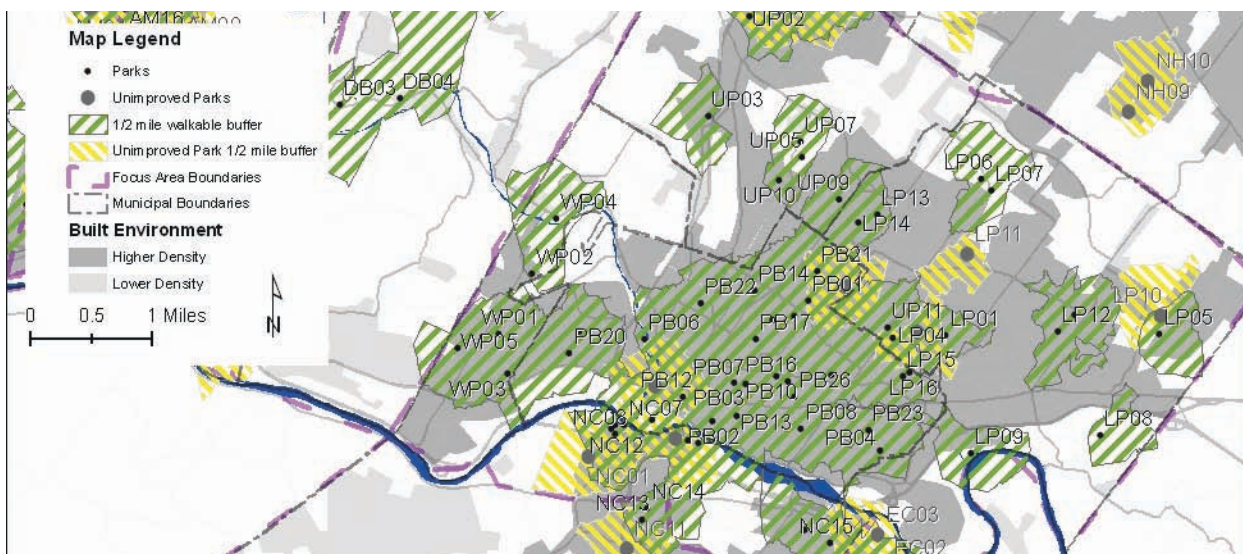 AM16
Map Legend
Parks
Unimproved Parks
1/2 mile walkable buffer
Unimproved Park 1/2 mile buffer
Focus Area Boundaries
Municipal Boundaries
Built Environment
Higher Density
Lower Density
0 0.5 1 Miles
N
UP02
NH10
NH09
DB03
DB04
UP03
UP07
UP05
LP06
LP07
UP10
UP09
LP13
LP14
WP04
WP02
LP11
PB21
PB14
PB01
PB22
LP10
WP01
WP05
PB20
PB06
PB17
UP11
LP04
LP01
LP12
LP05
WP03
PB12
PB07
PB16
PB03
PB10
PB26
LP15
LP16
NC08
NC07
NC12
PB02
PB13
PB08
PB23
PB04
LP09
LP08
NC01
NC13
NC14
NC11
NC15
EC03
EC02